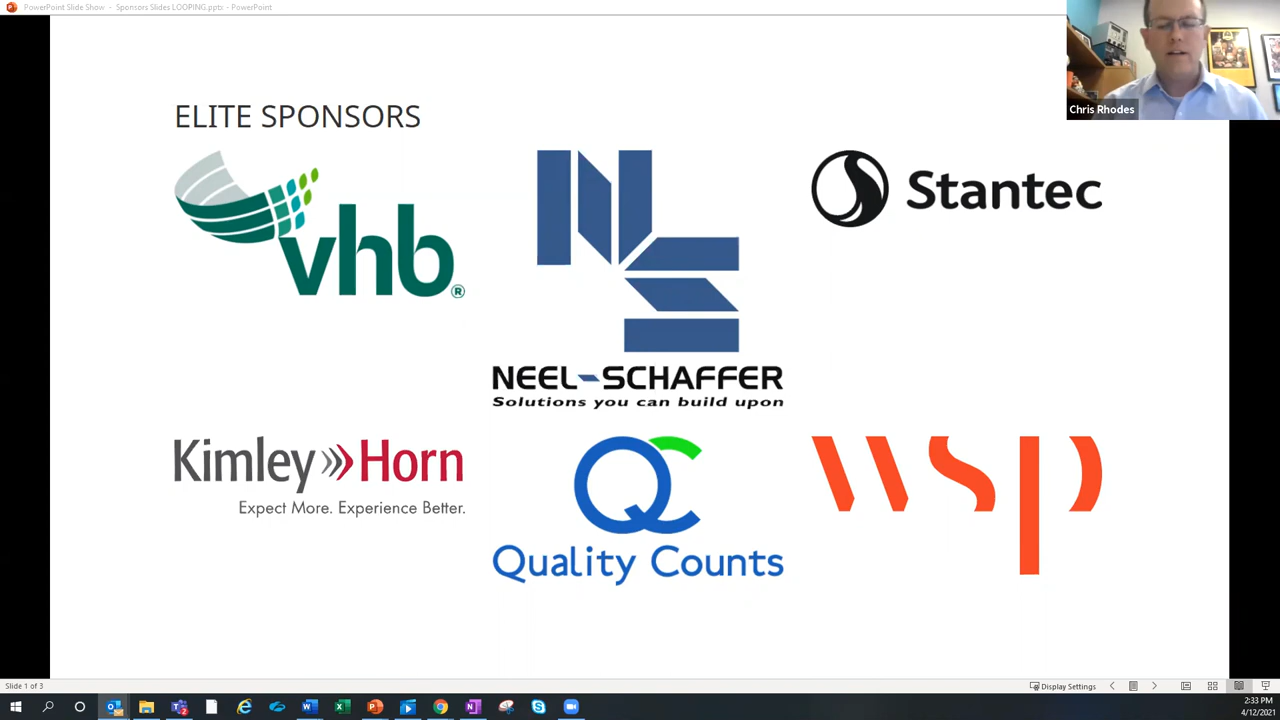 PowerPoint Slide Show - Sponsors Slides LOOPING.pptx - PowerPoint
Chris Rhodes
ELITE SPONSORS
vhb®
NS
NEEL-SCHAFFER
Solutions you can build upon
Stantec
Kimley»Horn
Expect More. Experience Better.
QC
Quality Counts
wsp
Slide 1 of 3
Display Settings
2:33 PM
4/12/2021